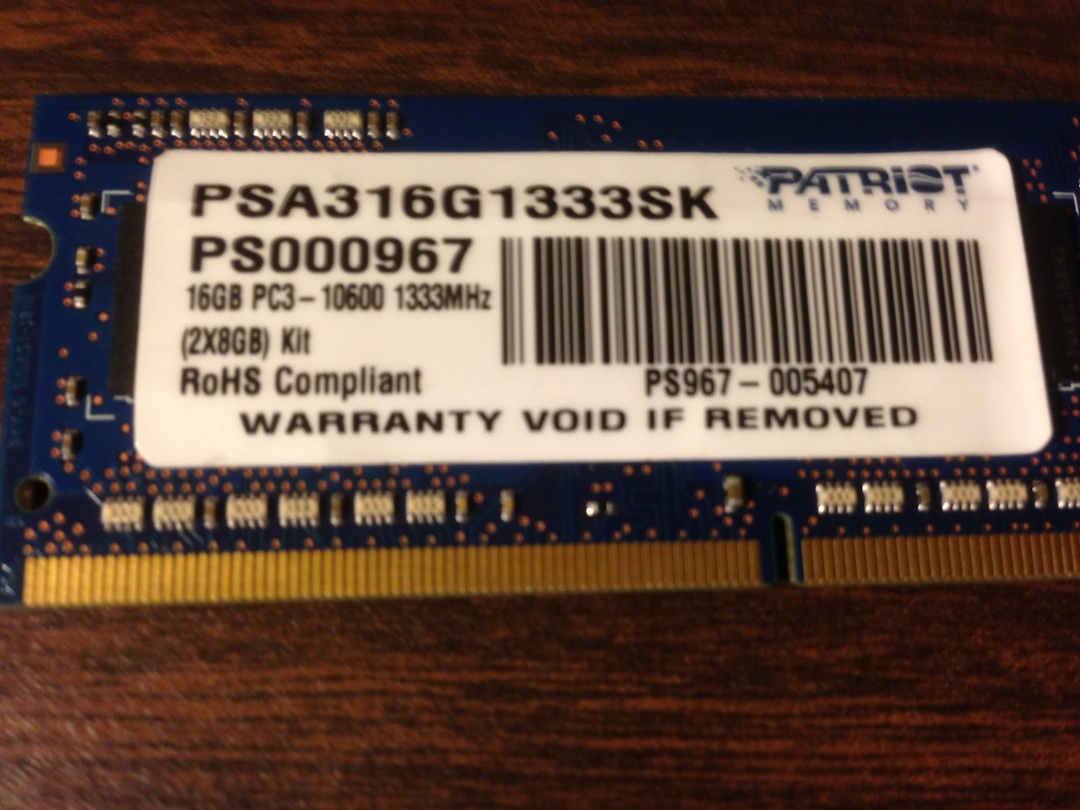 PSA316G1333SK
PATRIOT
MEMORY
PS000967
16GB PC3-10600 1333MHz
(2X8GB) Kit
RoHS Compliant
PS967-005407
WARRANTY VOID IF REMOVED